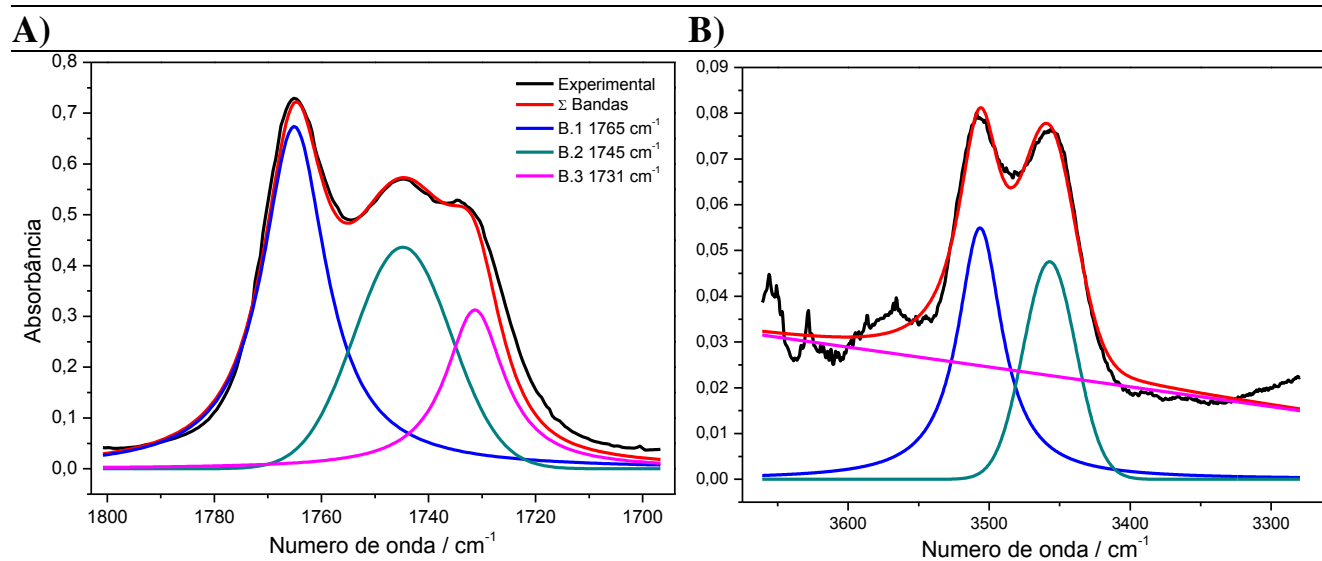 A)
B)
0,8
0,7
0,6
0,5
0,4
0,3
0,2
0,1
0,0
Absorbância
1800
1780
1760
1740
1720
1700
Numero de onda / cm⁻¹
Experimental
Σ Bandas
B.1 1765 cm⁻¹
B.2 1745 cm⁻¹
B.3 1731 cm⁻¹
0,09
0,08
0,07
0,06
0,05
0,04
0,03
0,02
0,01
0,00
3600
3500
3400
3300
Numero de onda / cm⁻¹